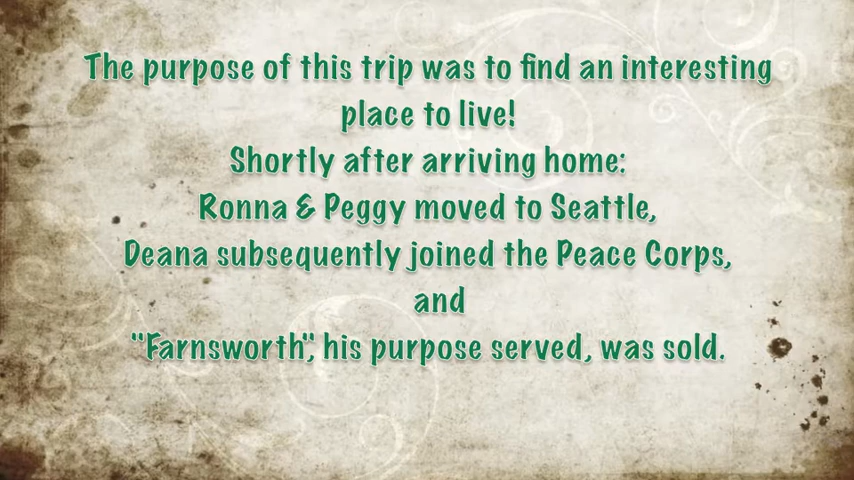 The purpose of this trip was to find an interesting
place to live!
Shortly after arriving home:
Ronna & Peggy moved to Seattle,
Deana subsequently joined the Peace Corps,
and
"Farnsworth", his purpose served, was sold.